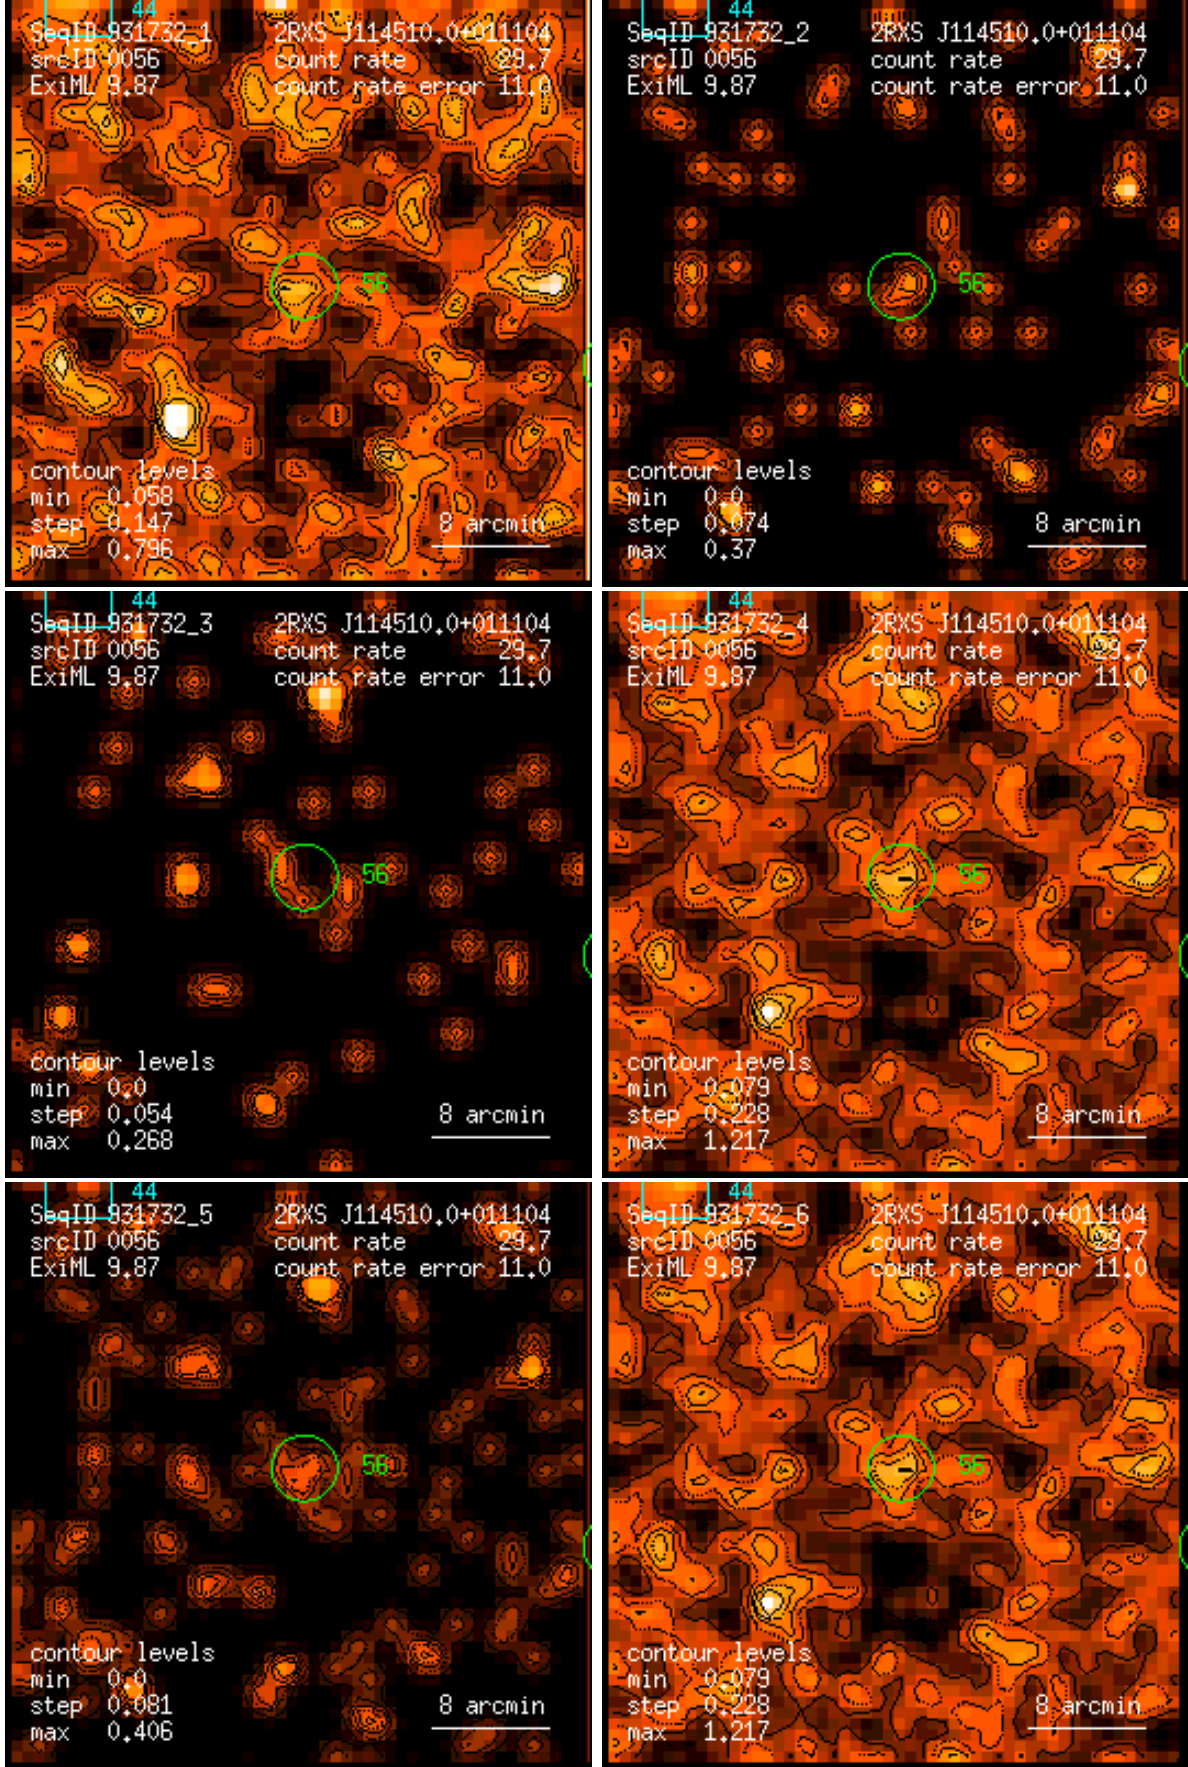 44
SeqID 931732_1 2RXS J114510.0+011104
srcID 0056 count rate 29.7
ExiML 9.87 count rate error 11.0
56
contour levels
min 0.058
step 0.147 8 arcmin
max 0.796
44
SeqID 931732_2 2RXS J114510.0+011104
srcID 0056 count rate 29.7
ExiML 9.87 count rate error 11.0
56
contour levels
min 0.0
step 0.074 8 arcmin
max 0.37
44
SeqID 931732_3 2RXS J114510.0+011104
srcID 0056 count rate 29.7
ExiML 9.87 count rate error 11.0
56
contour levels
min 0.0
step 0.054 8 arcmin
max 0.268
44
SeqID 931732_4 2RXS J114510.0+011104
srcID 0056 count rate 29.7
ExiML 9.87 count rate error 11.0
56
contour levels
min 0.079
step 0.228 8 arcmin
max 1.217
44
SeqID 931732_5 2RXS J114510.0+011104
srcID 0056 count rate 29.7
ExiML 9.87 count rate error 11.0
56
contour levels
min 0.0
step 0.081 8 arcmin
max 0.406
44
SeqID 931732_6 2RXS J114510.0+011104
srcID 0056 count rate 29.7
ExiML 9.87 count rate error 11.0
56
contour levels
min 0.079
step 0.228 8 arcmin
max 1.217